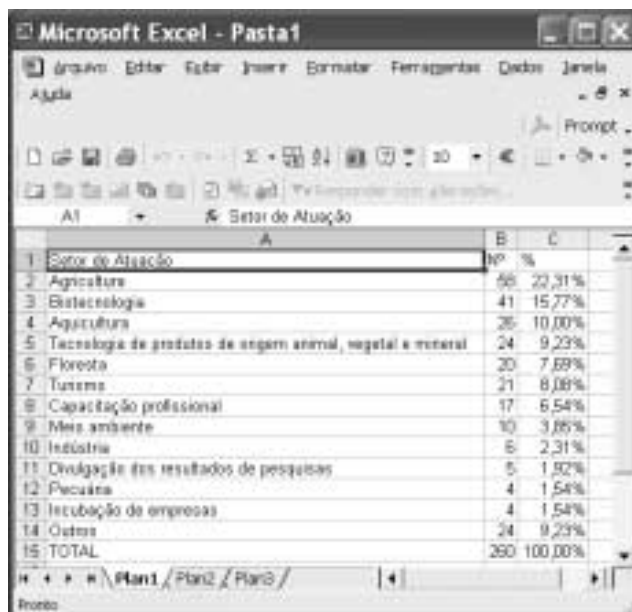 Microsoft Excel - Pasta1
Arquivo Editar Exibir Inserir Formatar Ferramentas Dados Janela
Ajuda
Prompt
10
A1 fx Setor de Atuação
A B C
1 Setor de Atuação Nº %
2 Agricultura 58 22,31%
3 Biotecnologia 41 15,77%
4 Aquicultura 26 10,00%
5 Tecnologia de produtos de origem animal, vegetal e mineral 24 9,23%
6 Floresta 20 7,69%
7 Turismo 21 8,08%
8 Capacitação profissional 17 6,54%
9 Meio ambiente 10 3,85%
10 Indústria 6 2,31%
11 Divulgação dos resultados de pesquisas 5 1,92%
12 Pecuária 4 1,54%
13 Incubação de empresas 4 1,54%
14 Outros 24 9,23%
15 TOTAL 260 100,00%
Plan1 / Plan2 / Plan3 /
Pronto